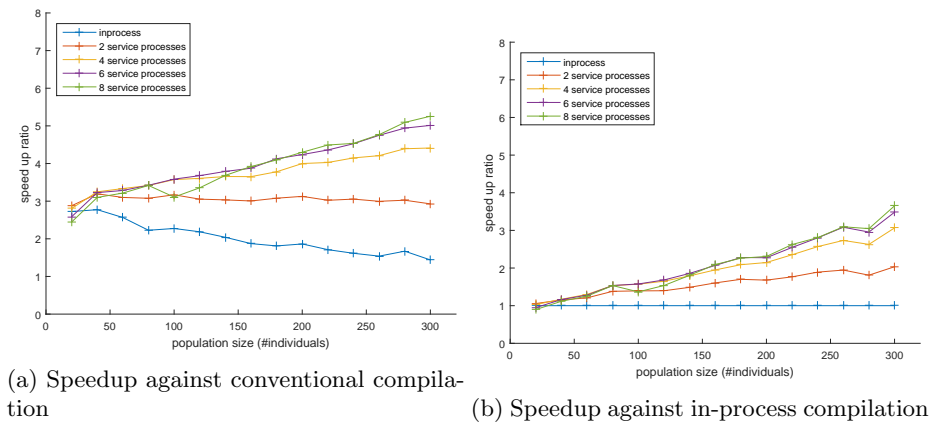 8
7
6
5
4
3
2
1
0
speed up ratio
inprocess
2 service processes
4 service processes
6 service processes
8 service processes
0 50 100 150 200 250 300
population size (#individuals)
(a) Speedup against conventional compila-
tion
8
7
6
5
4
3
2
1
0
speed up ratio
inprocess
2 service processes
4 service processes
6 service processes
8 service processes
0 50 100 150 200 250 300
population size (#individuals)
(b) Speedup against in-process compilation